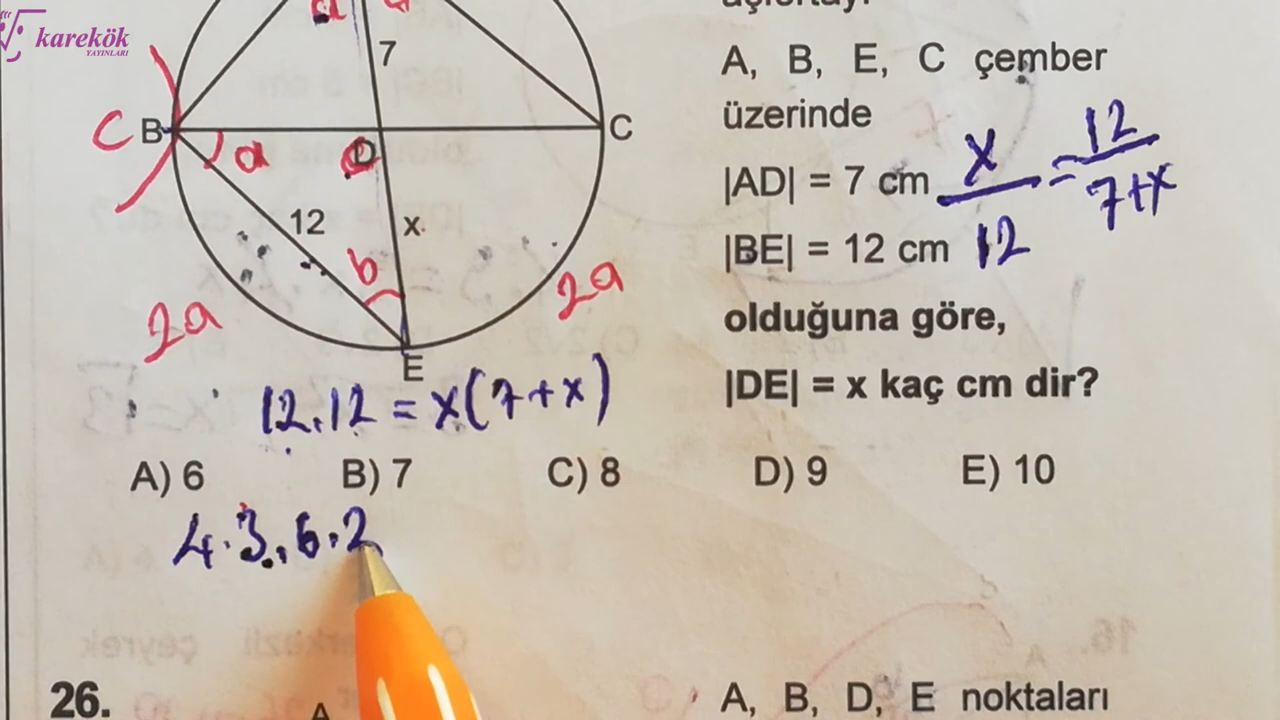 karekök
YAYINLARI
açıortayı
A, B, E, C çember
üzerinde
|AD| = 7 cm
|BE| = 12 cm
olduğuna göre,
|DE| = x kaç cm dir?
x/12 = 12/7+x
a
7
C
B
a
D
C
12
x
b
2a
2a
E
12.12 = x(7+x)
A) 6 B) 7 C) 8 D) 9 E) 10
4.3.6.2
26.
A
A, B, D, E noktaları